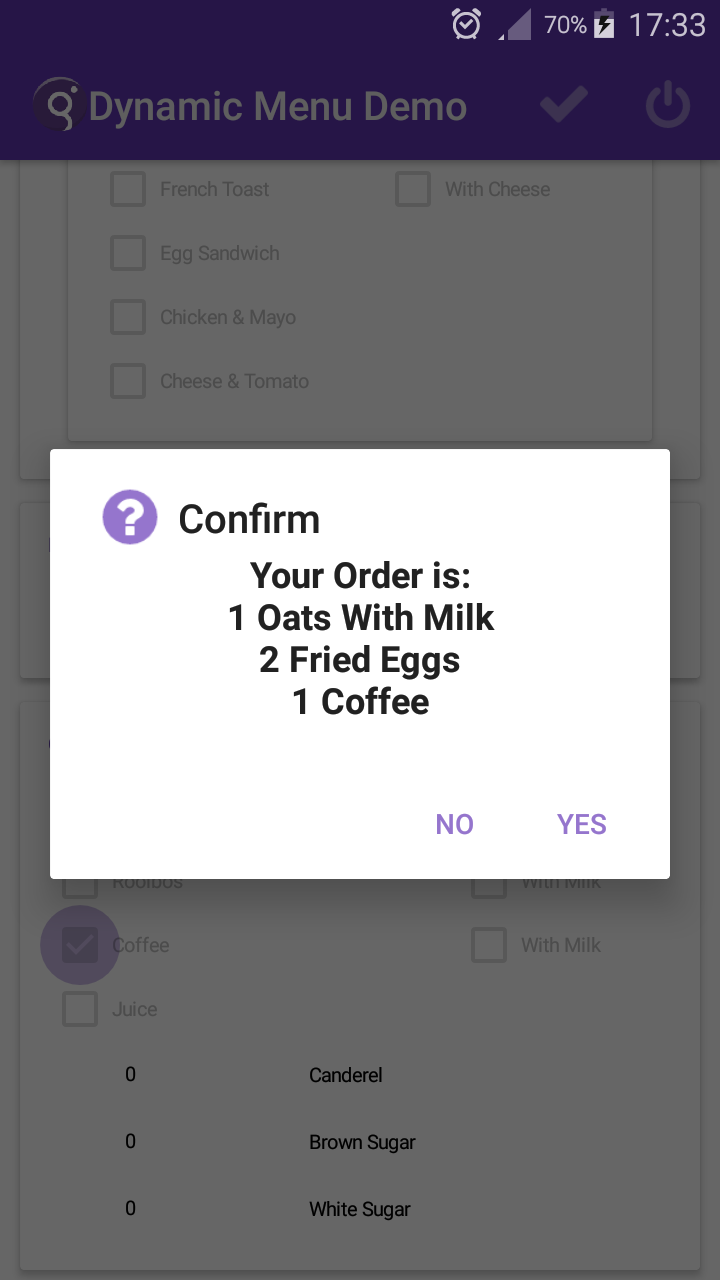 70% 17:33
Dynamic Menu Demo
French Toast With Cheese
Egg Sandwich
Chicken & Mayo
Cheese & Tomato
Confirm
Your Order is:
1 Oats With Milk
2 Fried Eggs
1 Coffee
NO YES
Rooibos With Milk
Coffee With Milk
Juice
0 Canderel
0 Brown Sugar
0 White Sugar